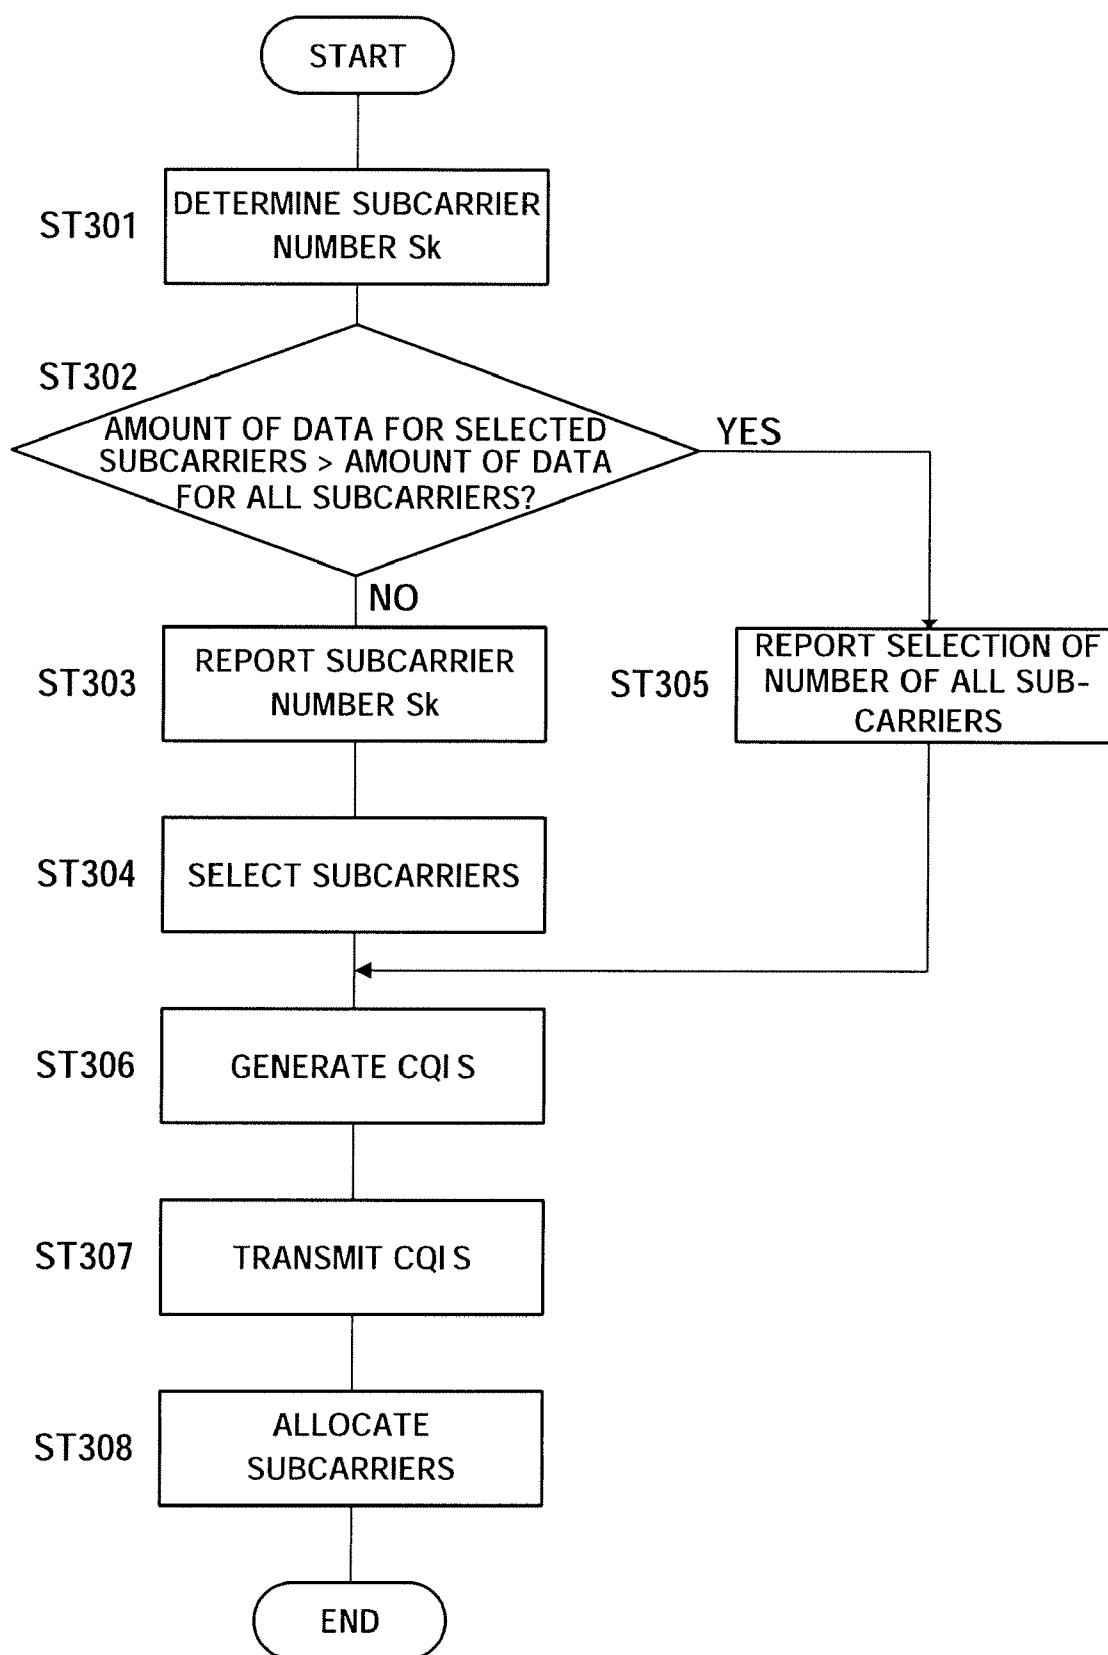 START
ST301
DETERMINE SUBCARRIER
NUMBER Sk
ST302
AMOUNT OF DATA FOR SELECTED
SUBCARRIERS > AMOUNT OF DATA
FOR ALL SUBCARRIERS?
YES
NO
ST303
REPORT SUBCARRIER
NUMBER Sk
ST305
REPORT SELECTION OF
NUMBER OF ALL SUB-
CARRIERS
ST304
SELECT SUBCARRIERS
ST306
GENERATE CQIS
ST307
TRANSMIT CQIS
ST308
ALLOCATE
SUBCARRIERS
END